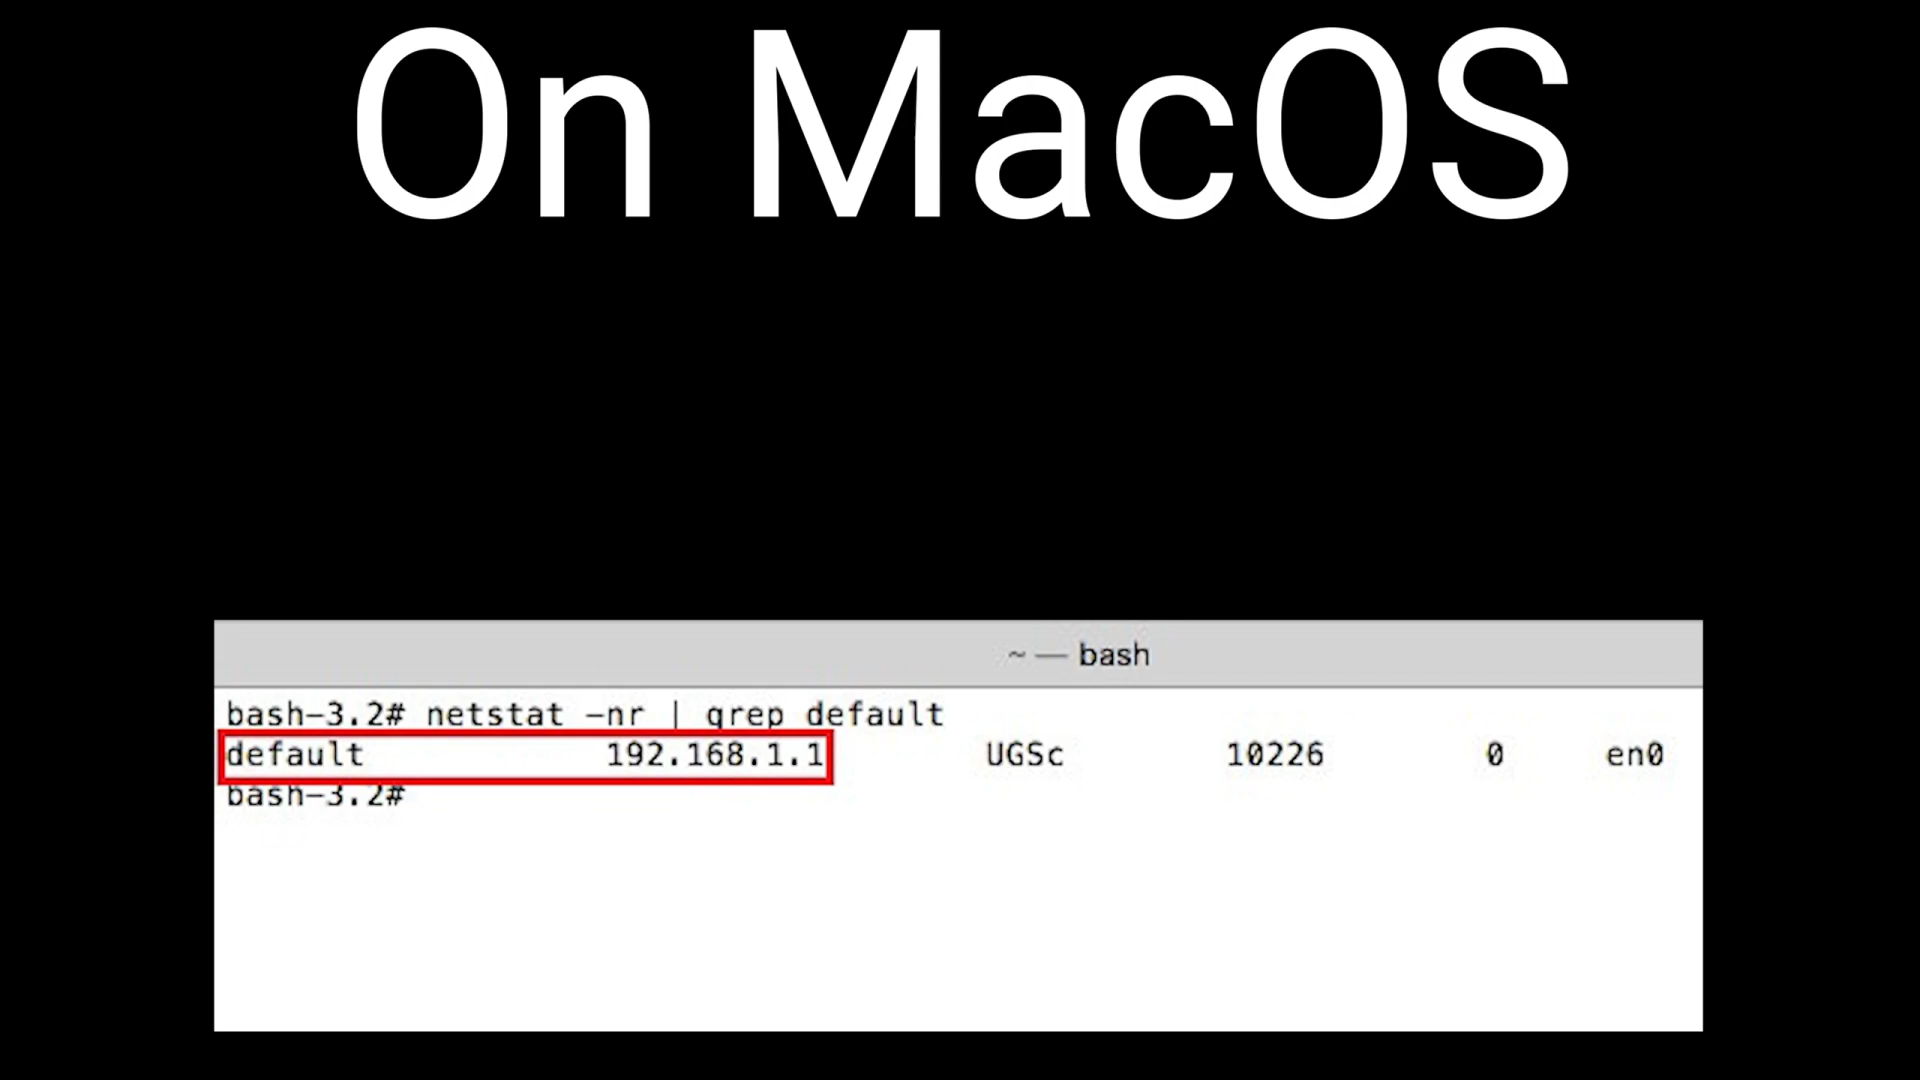 On MacOS
~ — bash
bash-3.2# netstat -nr | grep default
default 192.168.1.1 UGSc 10226 0 en0
bash-3.2#